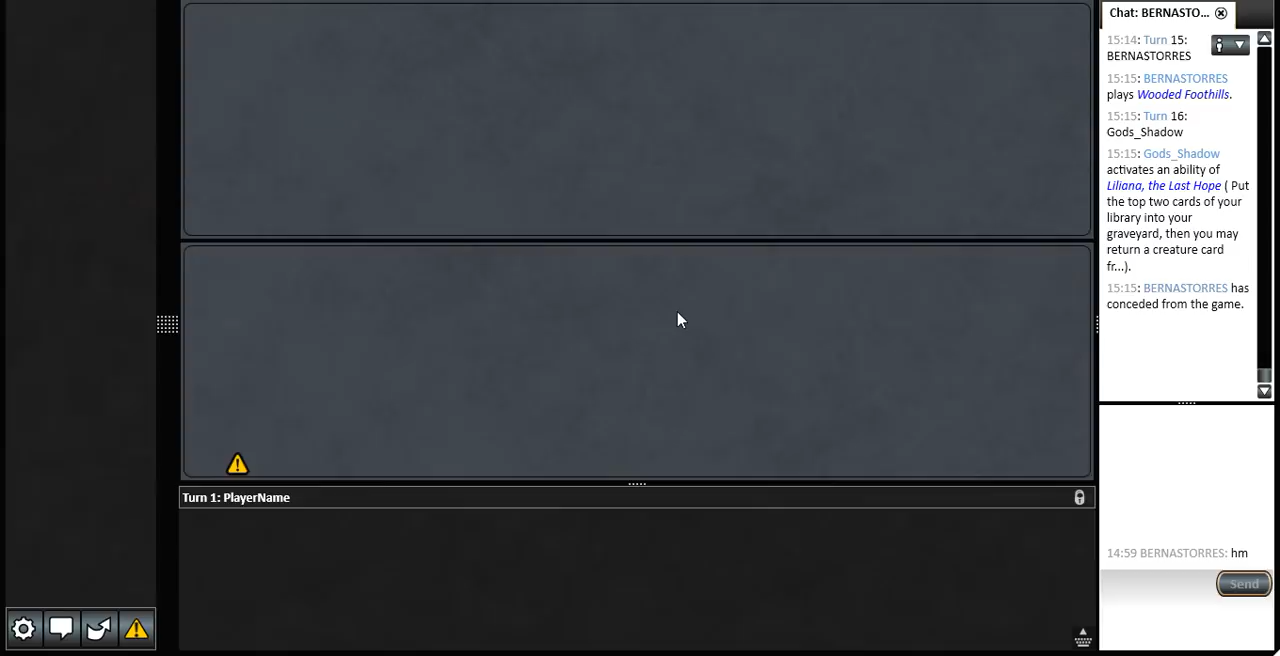 Chat: BERNASTO...
15:14: Turn 15:
BERNASTORRES
15:15: BERNASTORRES
plays Wooded Foothills.
15:15: Turn 16:
Gods_Shadow
15:15: Gods_Shadow
activates an ability of
Liliana, the Last Hope ( Put
the top two cards of your
library into your
graveyard, then you may
return a creature card
fr...).
15:15: BERNASTORRES has
conceded from the game.
Turn 1: PlayerName
14:59 BERNASTORRES: hm
Send